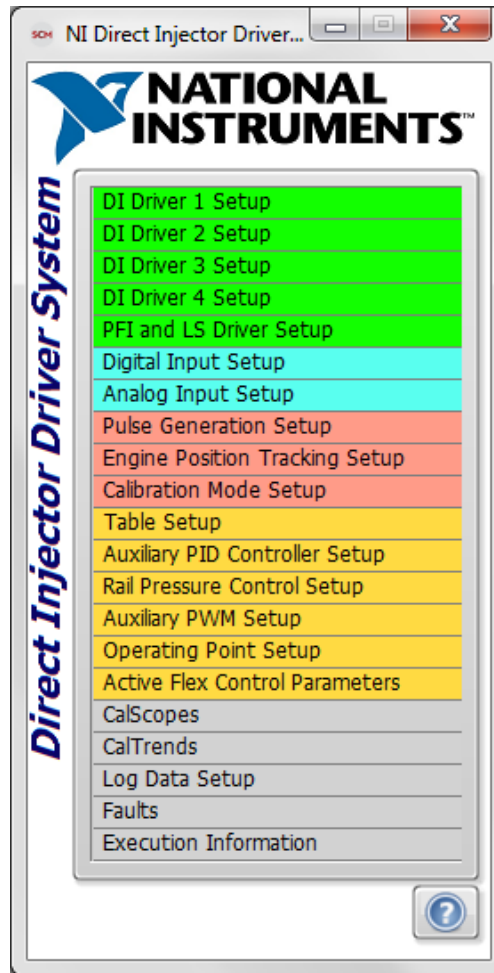 SCM NI Direct Injector Driver...
NATIONAL
INSTRUMENTS™
Direct Injector Driver System
DI Driver 1 Setup
DI Driver 2 Setup
DI Driver 3 Setup
DI Driver 4 Setup
PFI and LS Driver Setup
Digital Input Setup
Analog Input Setup
Pulse Generation Setup
Engine Position Tracking Setup
Calibration Mode Setup
Table Setup
Auxiliary PID Controller Setup
Rail Pressure Control Setup
Auxiliary PWM Setup
Operating Point Setup
Active Flex Control Parameters
CalScopes
CalTrends
Log Data Setup
Faults
Execution Information
?